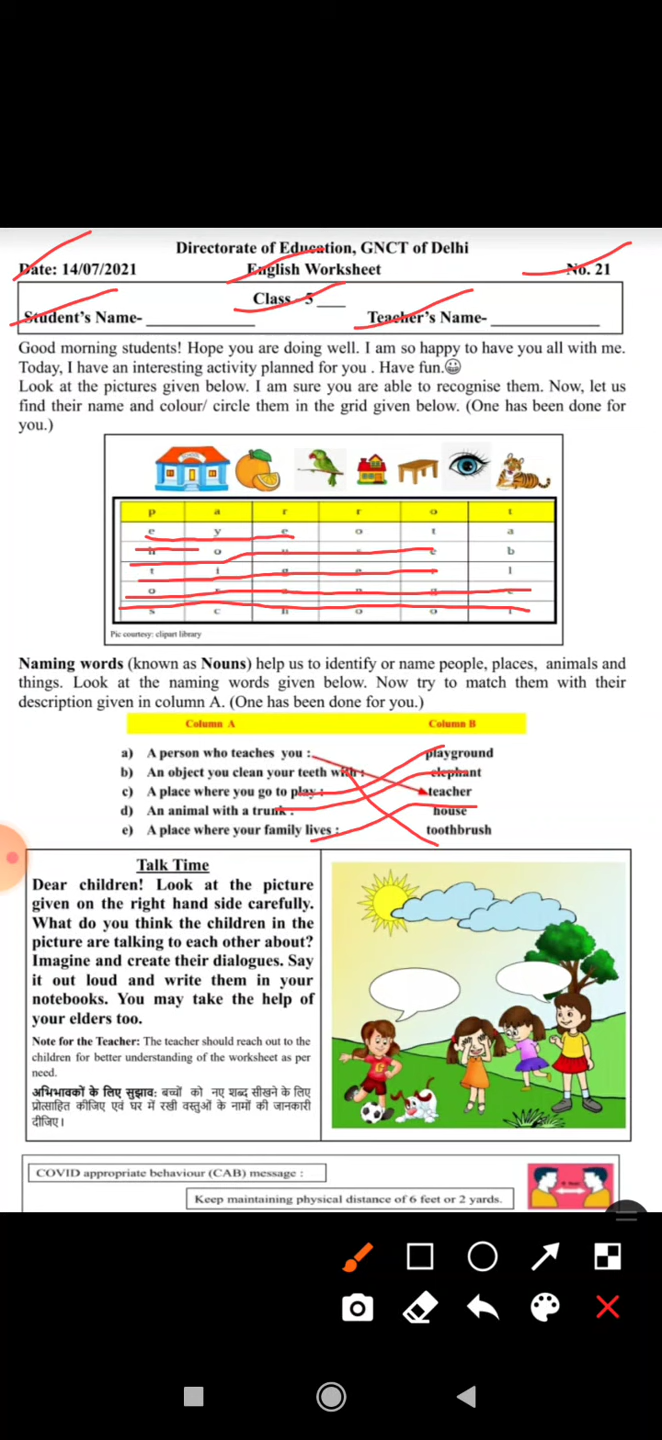 Directorate of Education, GNCT of Delhi
Date: 14/07/2021 English Worksheet No. 21
Class - 5 ___
Student's Name- ____________ Teacher's Name- ____________
Good morning students! Hope you are doing well. I am so happy to have you all with me.
Today, I have an interesting activity planned for you . Have fun.😀
Look at the pictures given below. I am sure you are able to recognise them. Now, let us
find their name and colour/ circle them in the grid given below. (One has been done for
you.)
p a r r o t
e y e o t a
h o u s e b
t i g e r l
o r a n g e
s c h o o l
Pic courtesy: clipart library
Naming words (known as Nouns) help us to identify or name people, places, animals and
things. Look at the naming words given below. Now try to match them with their
description given in column A. (One has been done for you.)
Column A Column B
a) A person who teaches you : playground
b) An object you clean your teeth with : elephant
c) A place where you go to play : teacher
d) An animal with a trunk : house
e) A place where your family lives : toothbrush
Talk Time
Dear children! Look at the picture
given on the right hand side carefully.
What do you think the children in the
picture are talking to each other about?
Imagine and create their dialogues. Say
it out loud and write them in your
notebooks. You may take the help of
your elders too.
Note for the Teacher: The teacher should reach out to the
children for better understanding of the worksheet as per
need.
अभिभावकों के लिए सुझाव: बच्चों को नए शब्द सीखने के लिए
प्रोत्साहित कीजिए एवं घर में रखी वस्तुओं के नामों की जानकारी
दीजिए।
COVID appropriate behaviour (CAB) message :
Keep maintaining physical distance of 6 feet or 2 yards.